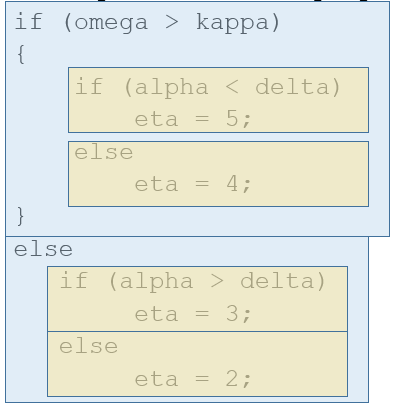 if (omega > kappa)
{
if (alpha < delta)
eta = 5;
else
eta = 4;
}
else
if (alpha > delta)
eta = 3;
else
eta = 2;